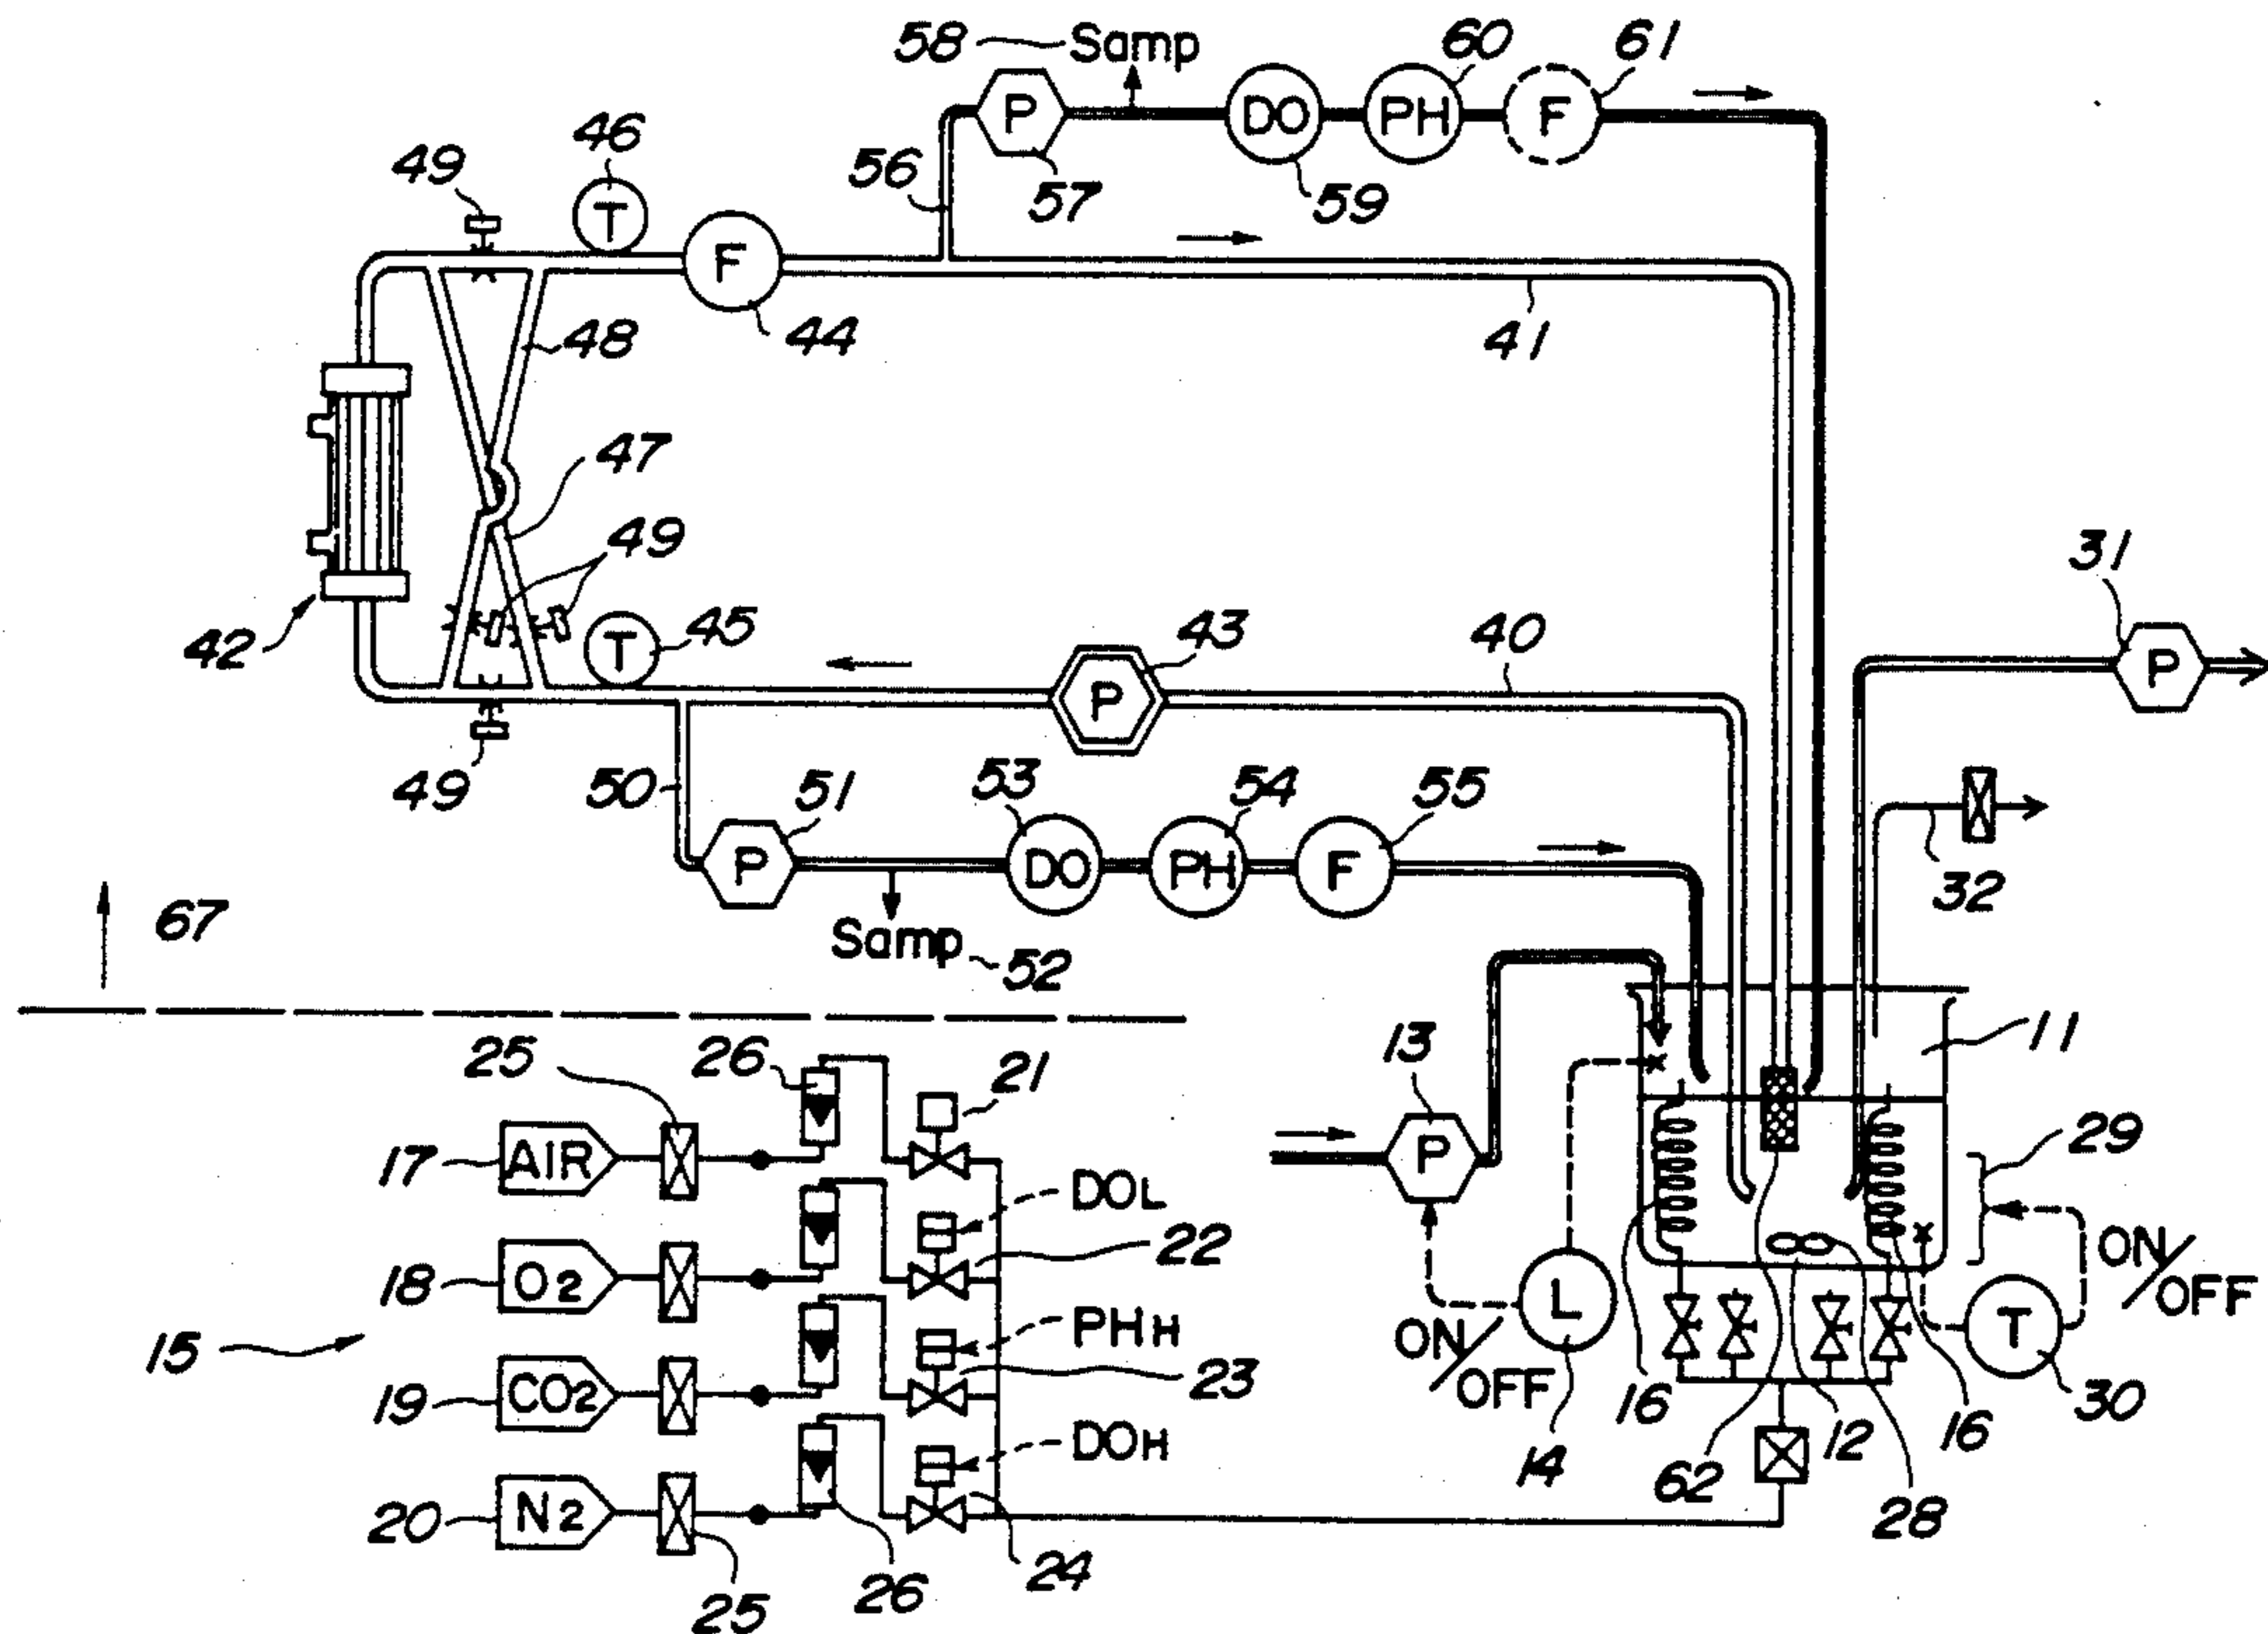 58 Samp 60 61
P DO PH F
46
49
T
56 57 59
F
48 44 41
47
49
31
P
42 T 45 43 40
P
49 50 51 53 54 55
P DO PH F
32
67
Samp 52
25 26 21 13 11
17 AIR
P
29
DOL
18 O2 22
ON/OFF
L
ON/OFF
T
15
PHH
19 CO2 23
16 30
DOH
14 62 12 16
20 N2
28
24
25 26